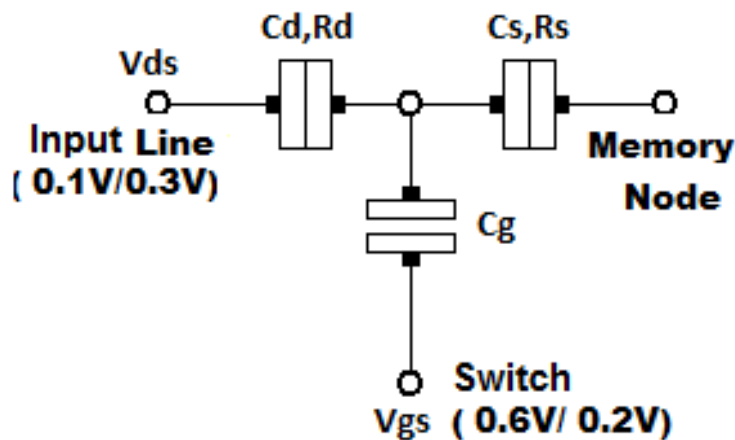 Cd,Rd
Cs,Rs
Vds
Input Line
( 0.1V/0.3V)
Memory
Node
Cg
Switch
Vgs ( 0.6V/ 0.2V)